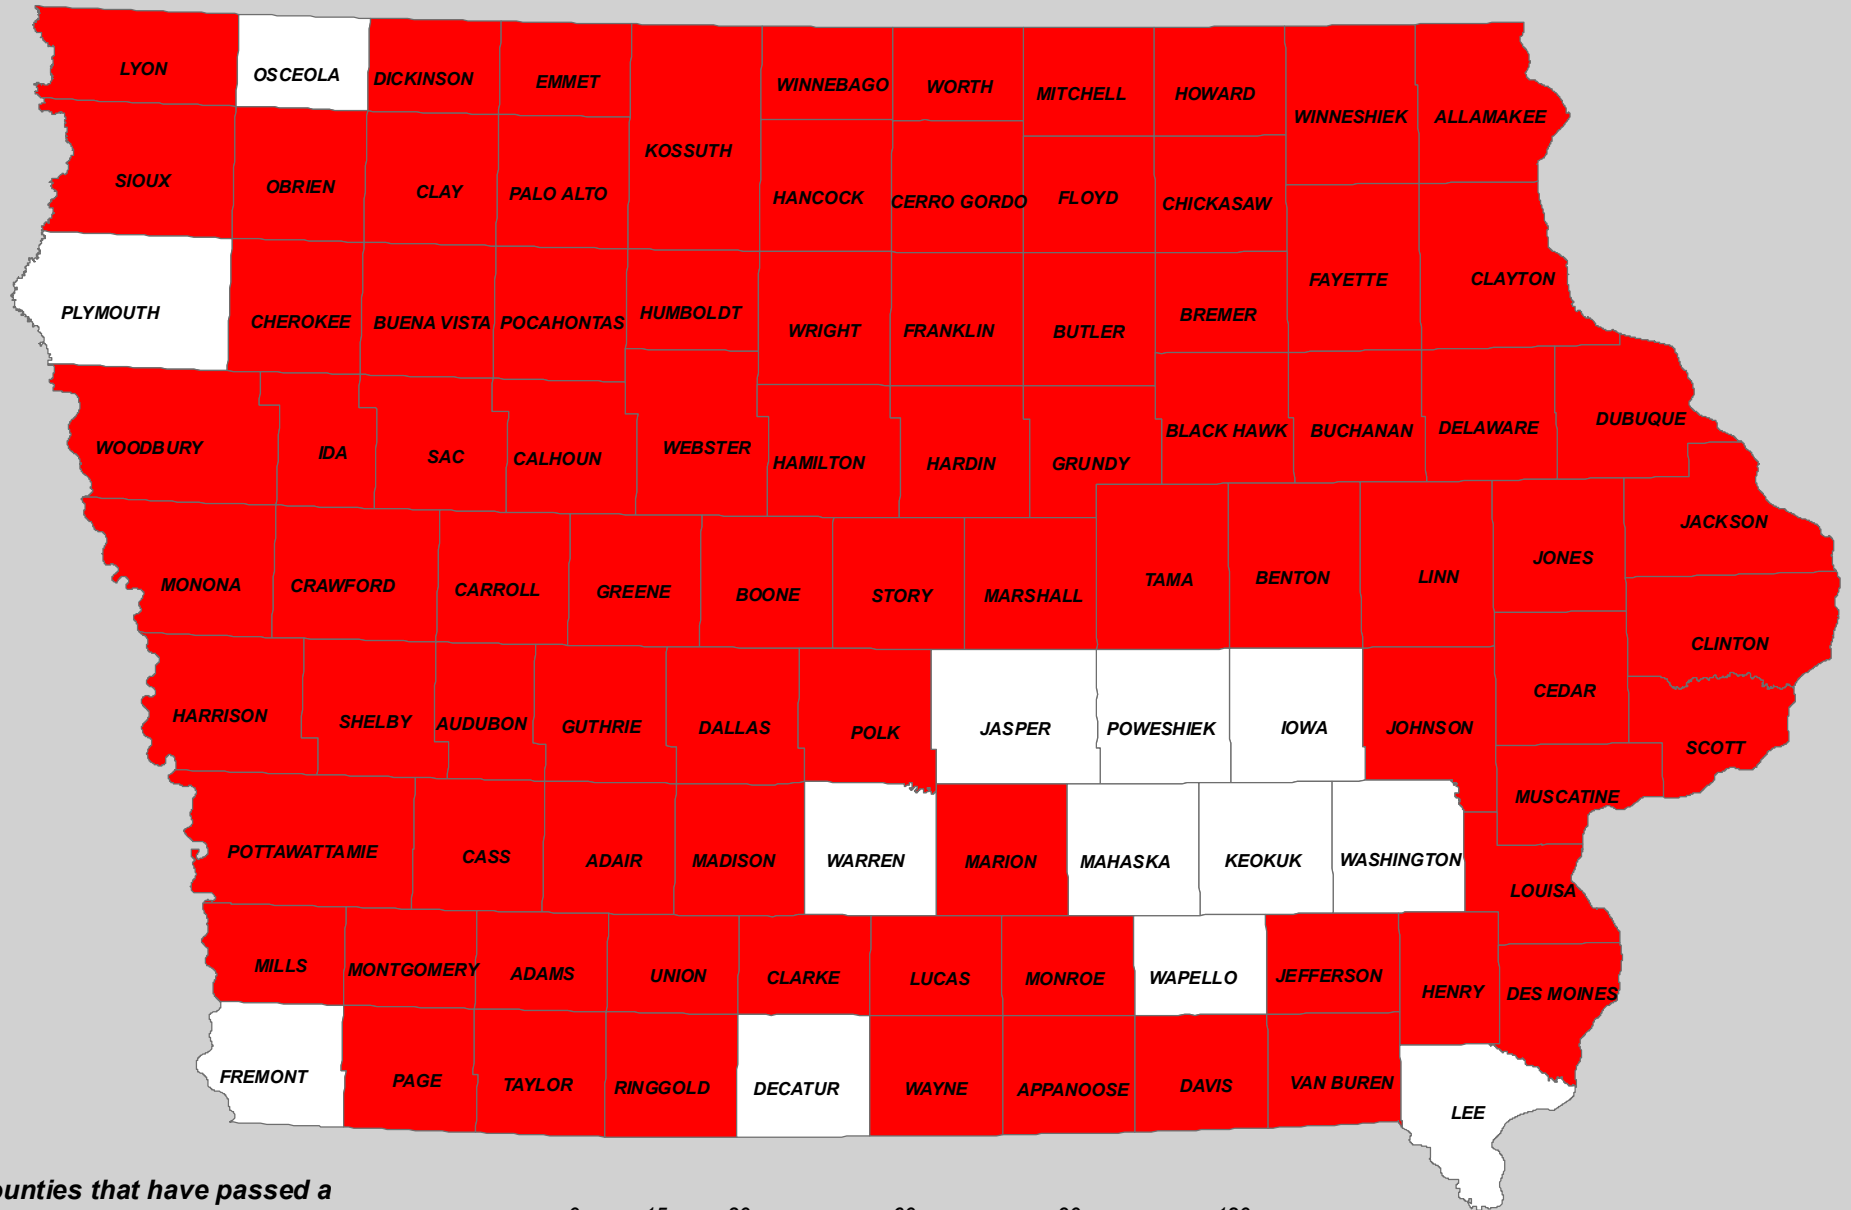 LYON
OSCEOLA
DICKINSON
EMMET
KOSSUTH
WINNEBAGO
WORTH
MITCHELL
HOWARD
WINNESHIEK
ALLAMAKEE
SIOUX
OBRIEN
CLAY
PALO ALTO
HANCOCK
CERRO GORDO
FLOYD
CHICKASAW
FAYETTE
CLAYTON
PLYMOUTH
CHEROKEE
BUENA VISTA
POCAHONTAS
HUMBOLDT
WRIGHT
FRANKLIN
BUTLER
BREMER
WOODBURY
IDA
SAC
CALHOUN
WEBSTER
HAMILTON
HARDIN
GRUNDY
BLACK HAWK
BUCHANAN
DELAWARE
DUBUQUE
MONONA
CRAWFORD
CARROLL
GREENE
BOONE
STORY
MARSHALL
TAMA
BENTON
LINN
JONES
JACKSON
CLINTON
HARRISON
SHELBY
AUDUBON
GUTHRIE
DALLAS
POLK
JASPER
POWESHIEK
IOWA
JOHNSON
CEDAR
SCOTT
MUSCATINE
POTTAWATTAMIE
CASS
ADAIR
MADISON
WARREN
MARION
MAHASKA
KEOKUK
WASHINGTON
LOUISA
MILLS
MONTGOMERY
ADAMS
UNION
CLARKE
LUCAS
MONROE
WAPELLO
JEFFERSON
HENRY
DES MOINES
FREMONT
PAGE
TAYLOR
RINGGOLD
DECATUR
WAYNE
APPANOOSE
DAVIS
VAN BUREN
LEE
ounties that have passed a